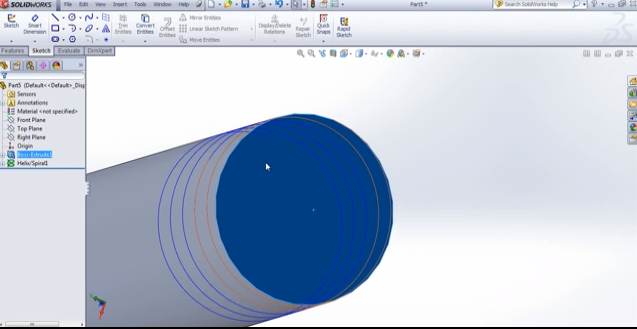 SOLIDWORKS File Edit View Insert Tools Window Help Part5 * Search SolidWorks Help
Sketch Smart Dimension Trim Entities Convert Entities Offset Entities Mirror Entities Display/Delete Relations Repair Sketch Quick Snaps Rapid Sketch
Linear Sketch Pattern
Move Entities
Features Sketch Evaluate DimXpert
Part5 (Default<<Default>_Disp
Sensors
Annotations
Material <not specified>
Front Plane
Top Plane
Right Plane
Origin
Boss-Extrude1
Helix/Spiral1